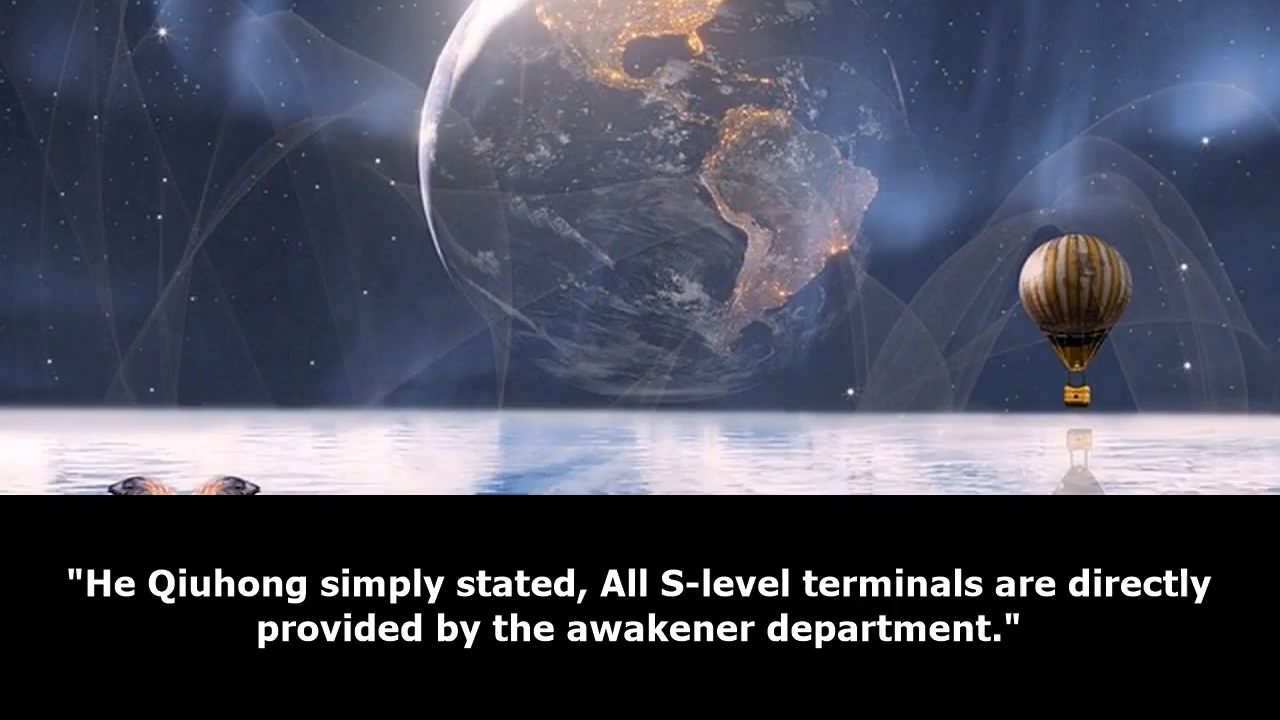 "He Qiuhong simply stated, All S-level terminals are directly
provided by the awakener department."